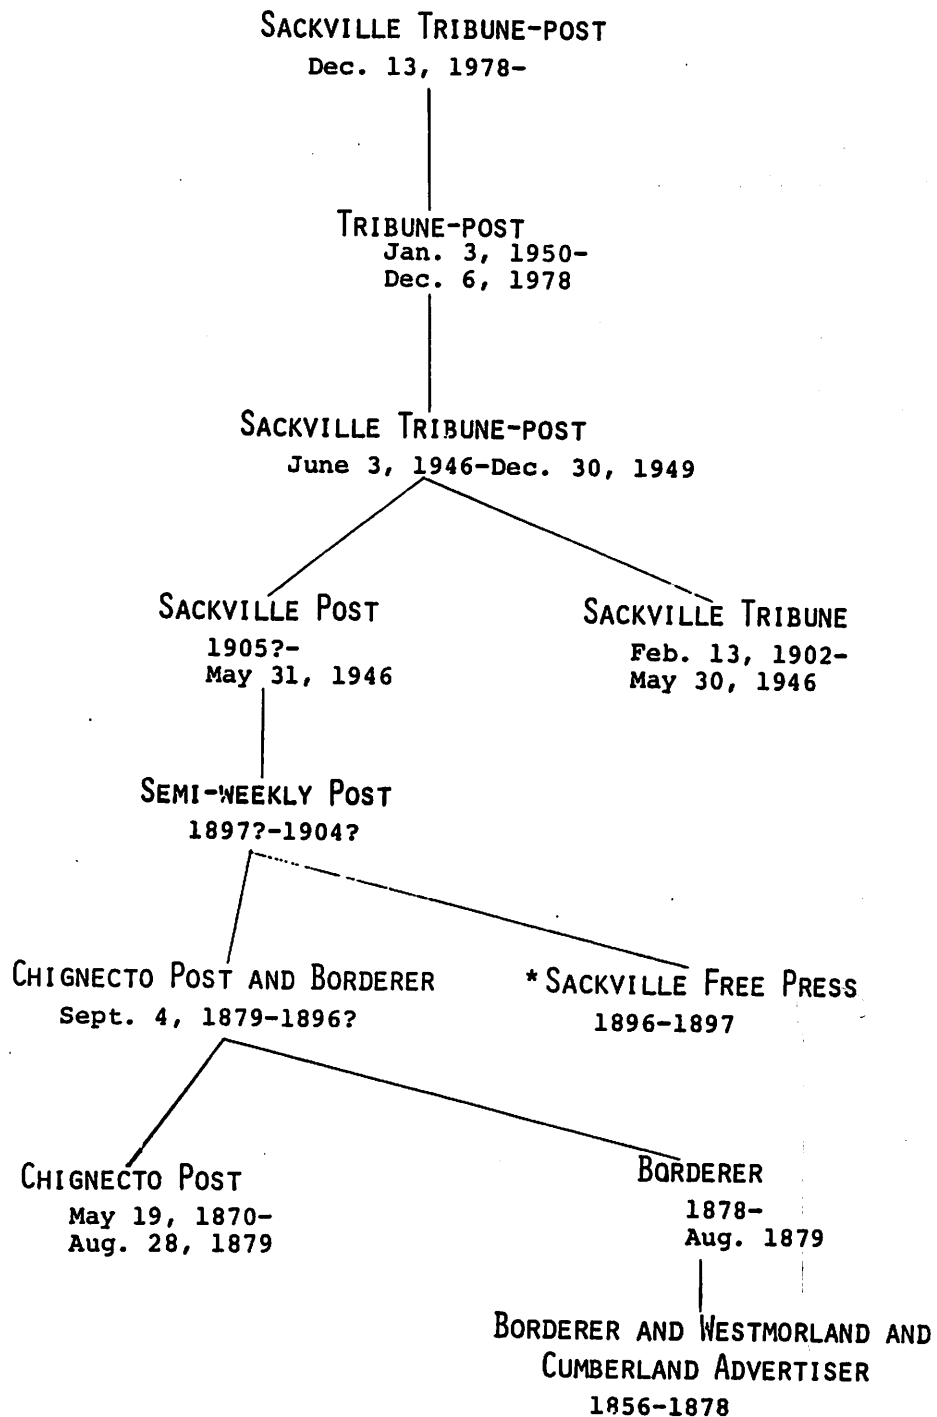 SACKVILLE TRIBUNE-POST
Dec. 13, 1978-
TRIBUNE-POST
Jan. 3, 1950-
Dec. 6, 1978
SACKVILLE TRIBUNE-POST
June 3, 1946-Dec. 30, 1949
SACKVILLE POST
1905?-
May 31, 1946
SACKVILLE TRIBUNE
Feb. 13, 1902-
May 30, 1946
SEMI-WEEKLY POST
1897?-1904?
CHIGNECTO POST AND BORDERER
Sept. 4, 1879-1896?
*SACKVILLE FREE PRESS
1896-1897
CHIGNECTO POST
May 19, 1870-
Aug. 28, 1879
BORDERER
1878-
Aug. 1879
BORDERER AND WESTMORLAND AND
CUMBERLAND ADVERTISER
1856-1878